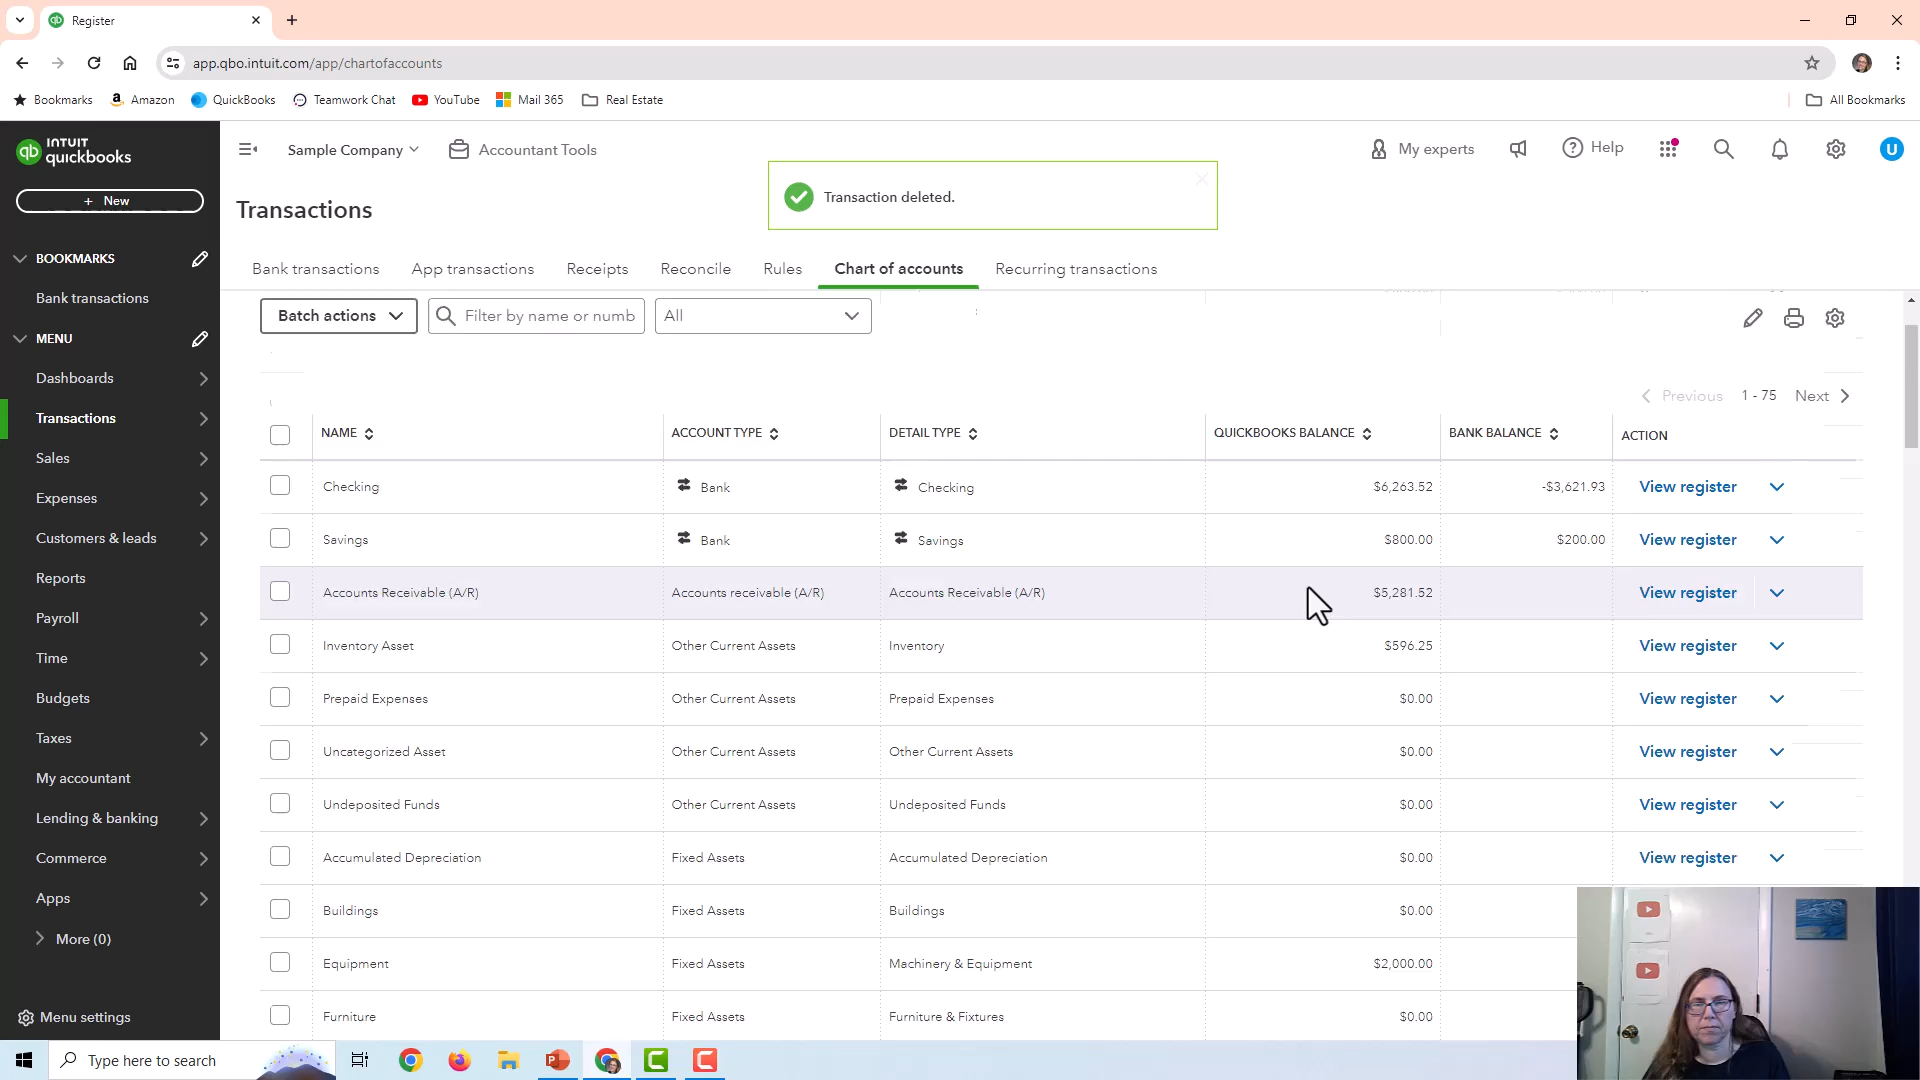 Register
app.qbo.intuit.com/app/chartofaccounts
Bookmarks Amazon QuickBooks Teamwork Chat YouTube Mail 365 Real Estate All Bookmarks
INTUIT
quickbooks
+ New
BOOKMARKS
Bank transactions
MENU
Dashboards
Transactions
Sales
Expenses
Customers & leads
Reports
Payroll
Time
Budgets
Taxes
My accountant
Lending & banking
Commerce
Apps
More (0)
Menu settings
Sample Company Accountant Tools My experts Help U
Transaction deleted.
Transactions
Bank transactions App transactions Receipts Reconcile Rules Chart of accounts Recurring transactions
Batch actions Filter by name or numb All
Previous 1 - 75 Next
NAME ACCOUNT TYPE DETAIL TYPE QUICKBOOKS BALANCE BANK BALANCE ACTION
Checking Bank Checking $6,263.52 -$3,621.93 View register
Savings Bank Savings $800.00 $200.00 View register
Accounts Receivable (A/R) Accounts receivable (A/R) Accounts Receivable (A/R) $5,281.52 View register
Inventory Asset Other Current Assets Inventory $596.25 View register
Prepaid Expenses Other Current Assets Prepaid Expenses $0.00 View register
Uncategorized Asset Other Current Assets Other Current Assets $0.00 View register
Undeposited Funds Other Current Assets Undeposited Funds $0.00 View register
Accumulated Depreciation Fixed Assets Accumulated Depreciation $0.00 View register
Buildings Fixed Assets Buildings $0.00
Equipment Fixed Assets Machinery & Equipment $2,000.00
Furniture Fixed Assets Furniture & Fixtures $0.00
Type here to search